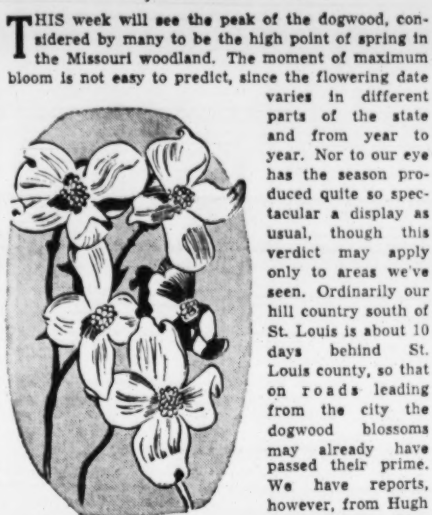 THIS week will see the peak of the dogwood, con-
sidered by many to be the high point of spring in
the Missouri woodland. The moment of maximum
bloom is not easy to predict, since the flowering date
varies in different
parts of the state
and from year to
year. Nor to our eye
has the season pro-
duced quite so spec-
tacular a display as
usual, though this
verdict may apply
only to areas we've
seen. Ordinarily our
hill country south of
St. Louis is about 10
days behind St.
Louis county, so that
on roads leading
from the city the
dogwood blossoms
may already have
passed their prime.
We have reports,
however, from Hugh